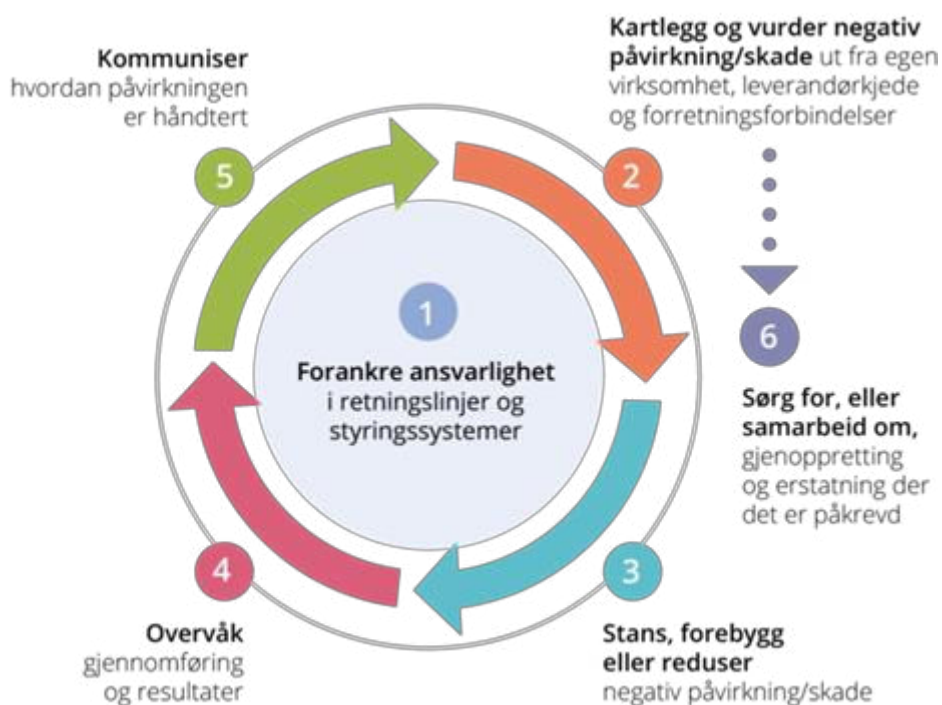 1
Forankre ansvarlighet
i retningslinjer og
styringssystemer
2
Kartlegg og vurder negativ
påvirkning/skade ut fra egen
virksomhet, leverandørkjede
og forretningsforbindelser
3
Stans, forebygg
eller reduser
negativ påvirkning/skade
4
Overvåk
gjennomføring
og resultater
5
Kommuniser
hvordan påvirkningen
er håndtert
6
Sørg for, eller
samarbeid om,
gjenoppretting
og erstatning der
det er påkrevd